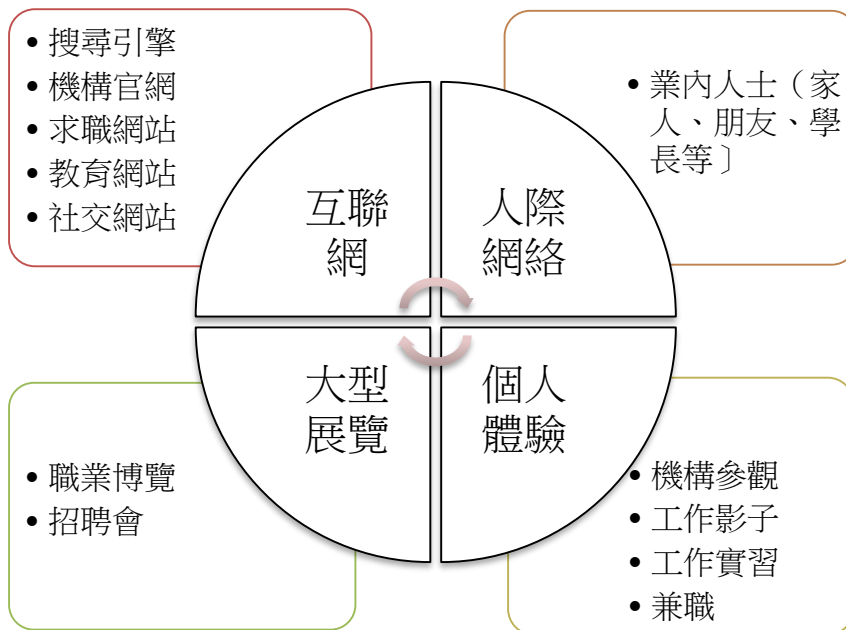 搜尋引擎
機構官網
求職網站
教育網站
社交網站
互聯
網
人際
網絡
業內人士（家
人、朋友、學
長等〕
大型
展覽
職業博覽
招聘會
個人
體驗
機構參觀
工作影子
工作實習
兼職